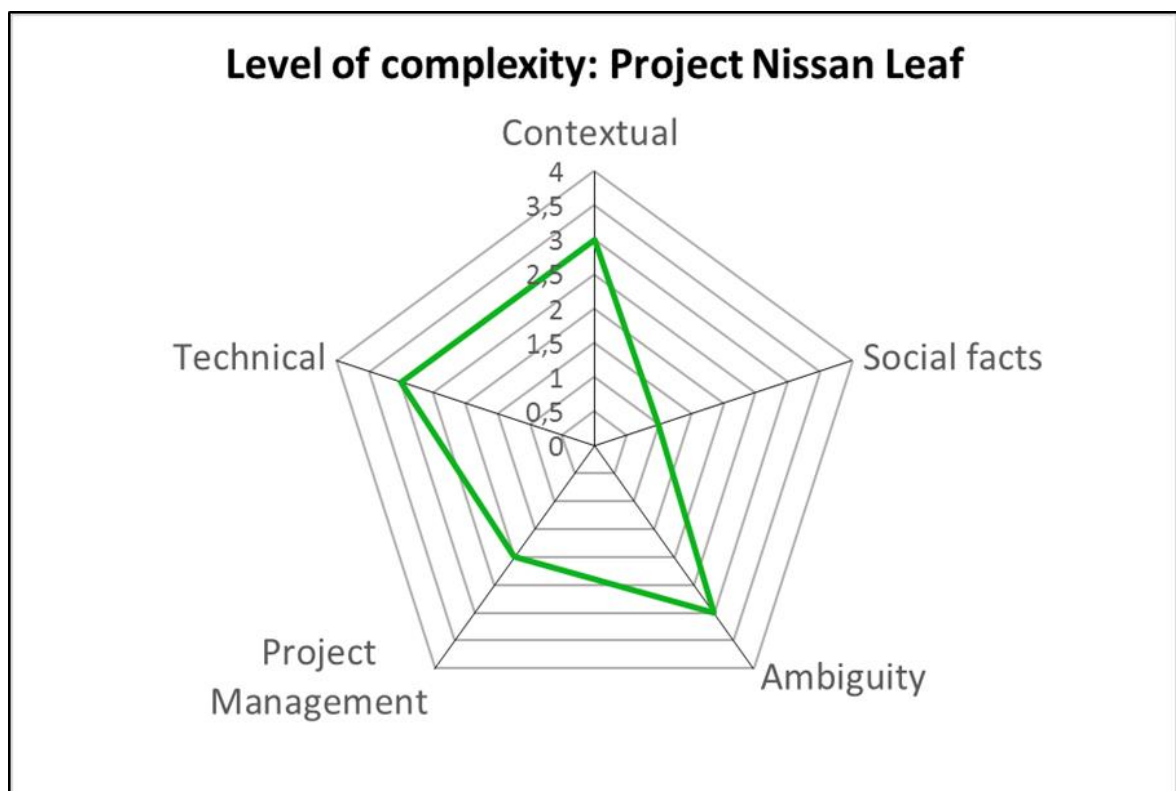 Level of complexity: Project Nissan Leaf
Contextual
4
3,5
3
2,5
2
1,5
1
0,5
0
Technical
Social facts
Project
Management
Ambiguity